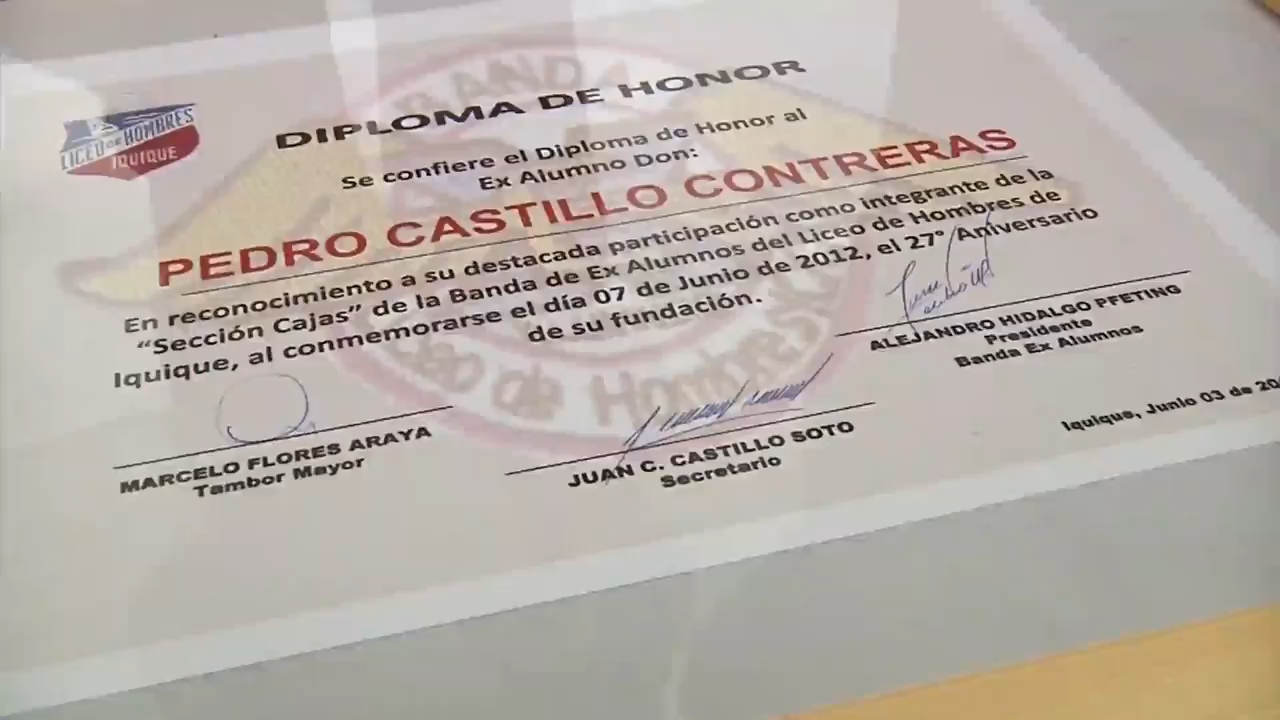 LICEO DE HOMBRES
IQUIQUE
BANDA
DIPLOMA DE HONOR
Se confiere el Diploma de Honor al
Ex Alumno Don:
PEDRO CASTILLO CONTRERAS
En reconocimiento a su destacada participación como integrante de la
“Sección Cajas” de la Banda de Ex Alumnos del Liceo de Hombres de
Iquique, al conmemorarse el día 07 de Junio de 2012, el 27° Aniversario
de su fundación.
Liceo de Hombres
MARCELO FLORES ARAYA
Tambor Mayor
JUAN C. CASTILLO SOTO
Secretario
ALEJANDRO HIDALGO PFETING
Presidente
Banda Ex Alumnos
Iquique, Junio 03 de